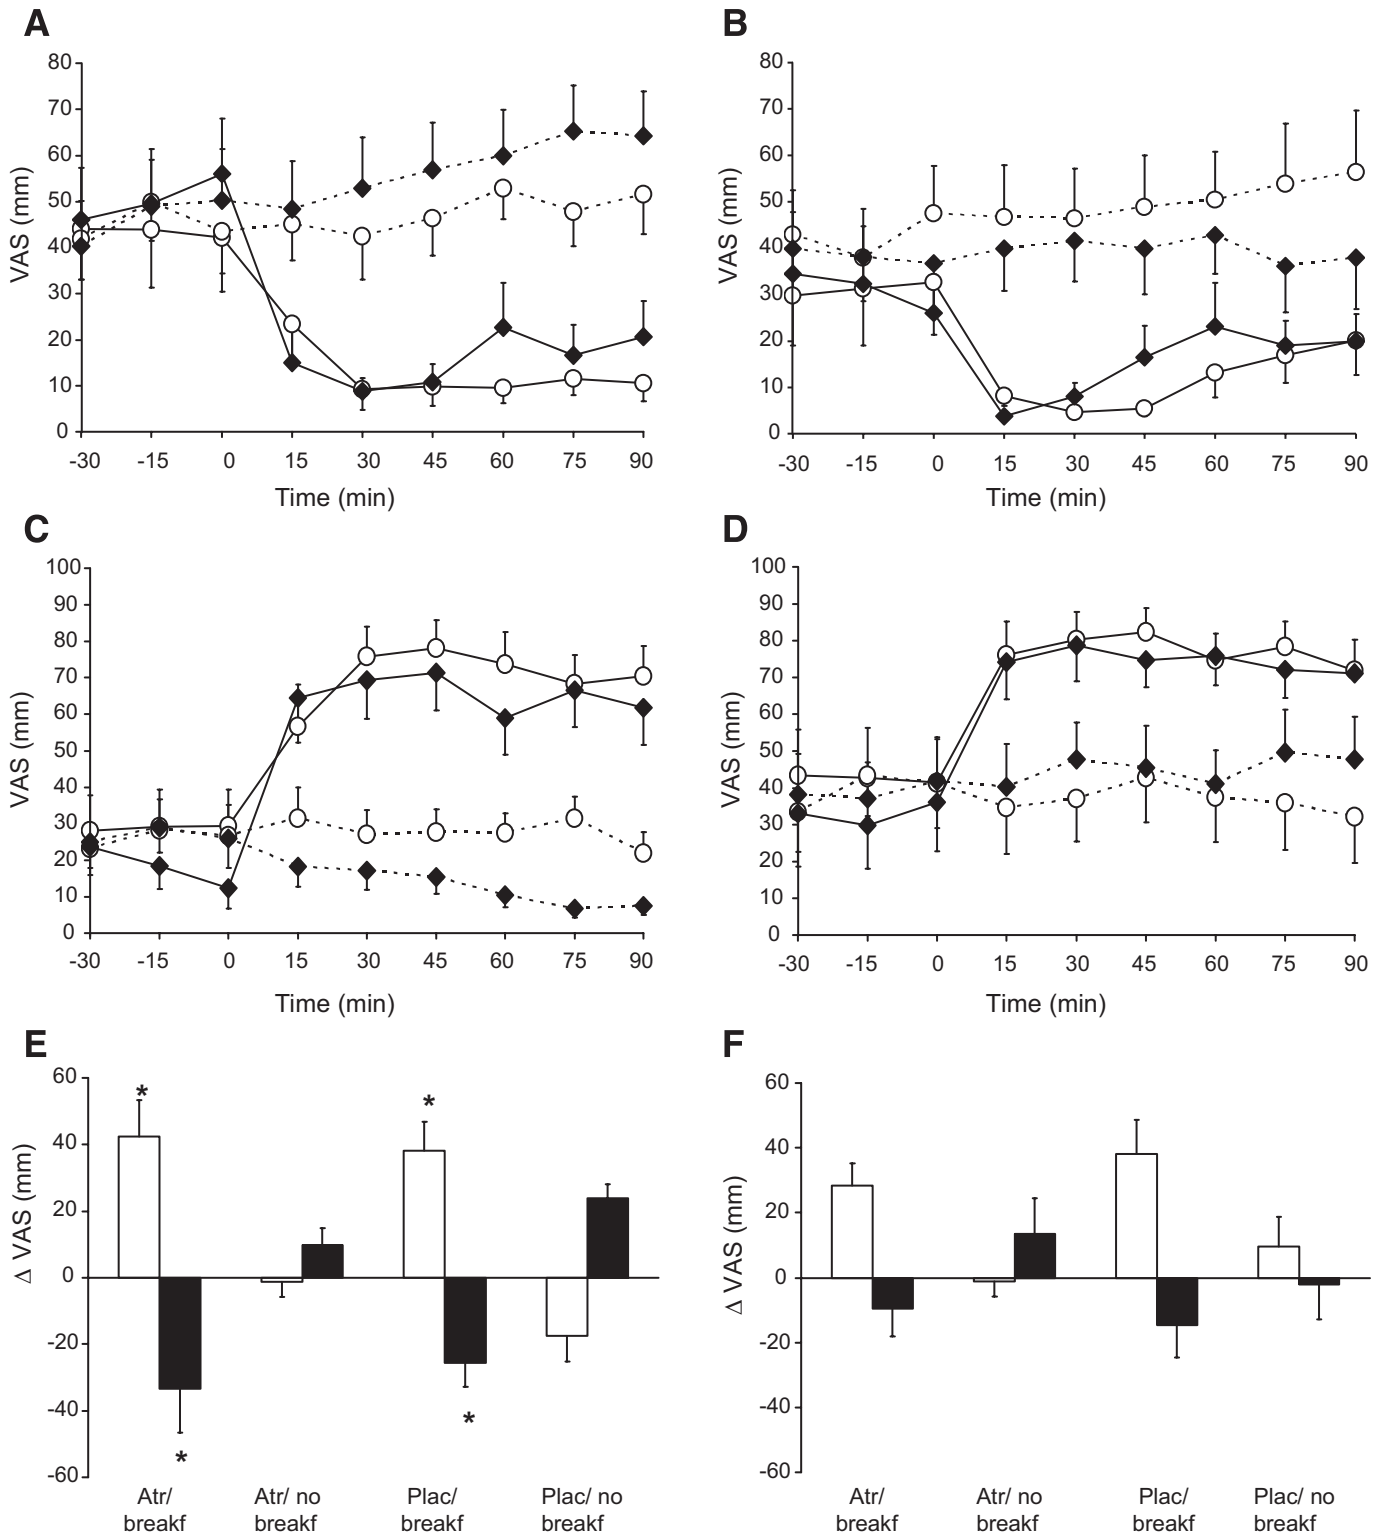 A
B
80
70
60
50
40
30
20
10
0
VAS (mm)
-30 -15 0 15 30 45 60 75 90
Time (min)
80
70
60
50
40
30
20
10
0
VAS (mm)
-30 -15 0 15 30 45 60 75 90
Time (min)
C
D
100
90
80
70
60
50
40
30
20
10
0
VAS (mm)
-30 -15 0 15 30 45 60 75 90
Time (min)
100
90
80
70
60
50
40
30
20
10
0
VAS (mm)
-30 -15 0 15 30 45 60 75 90
Time (min)
E
F
60
40
20
0
-20
-40
-60
Δ VAS (mm)
*
*
*
*
Atr/ Atr/ no Plac/ Plac/ no
breakf breakf breakf breakf
60
40
20
0
-20
-40
-60
Δ VAS (mm)
Atr/ Atr/ no Plac/ Plac/ no
breakf breakf breakf breakf